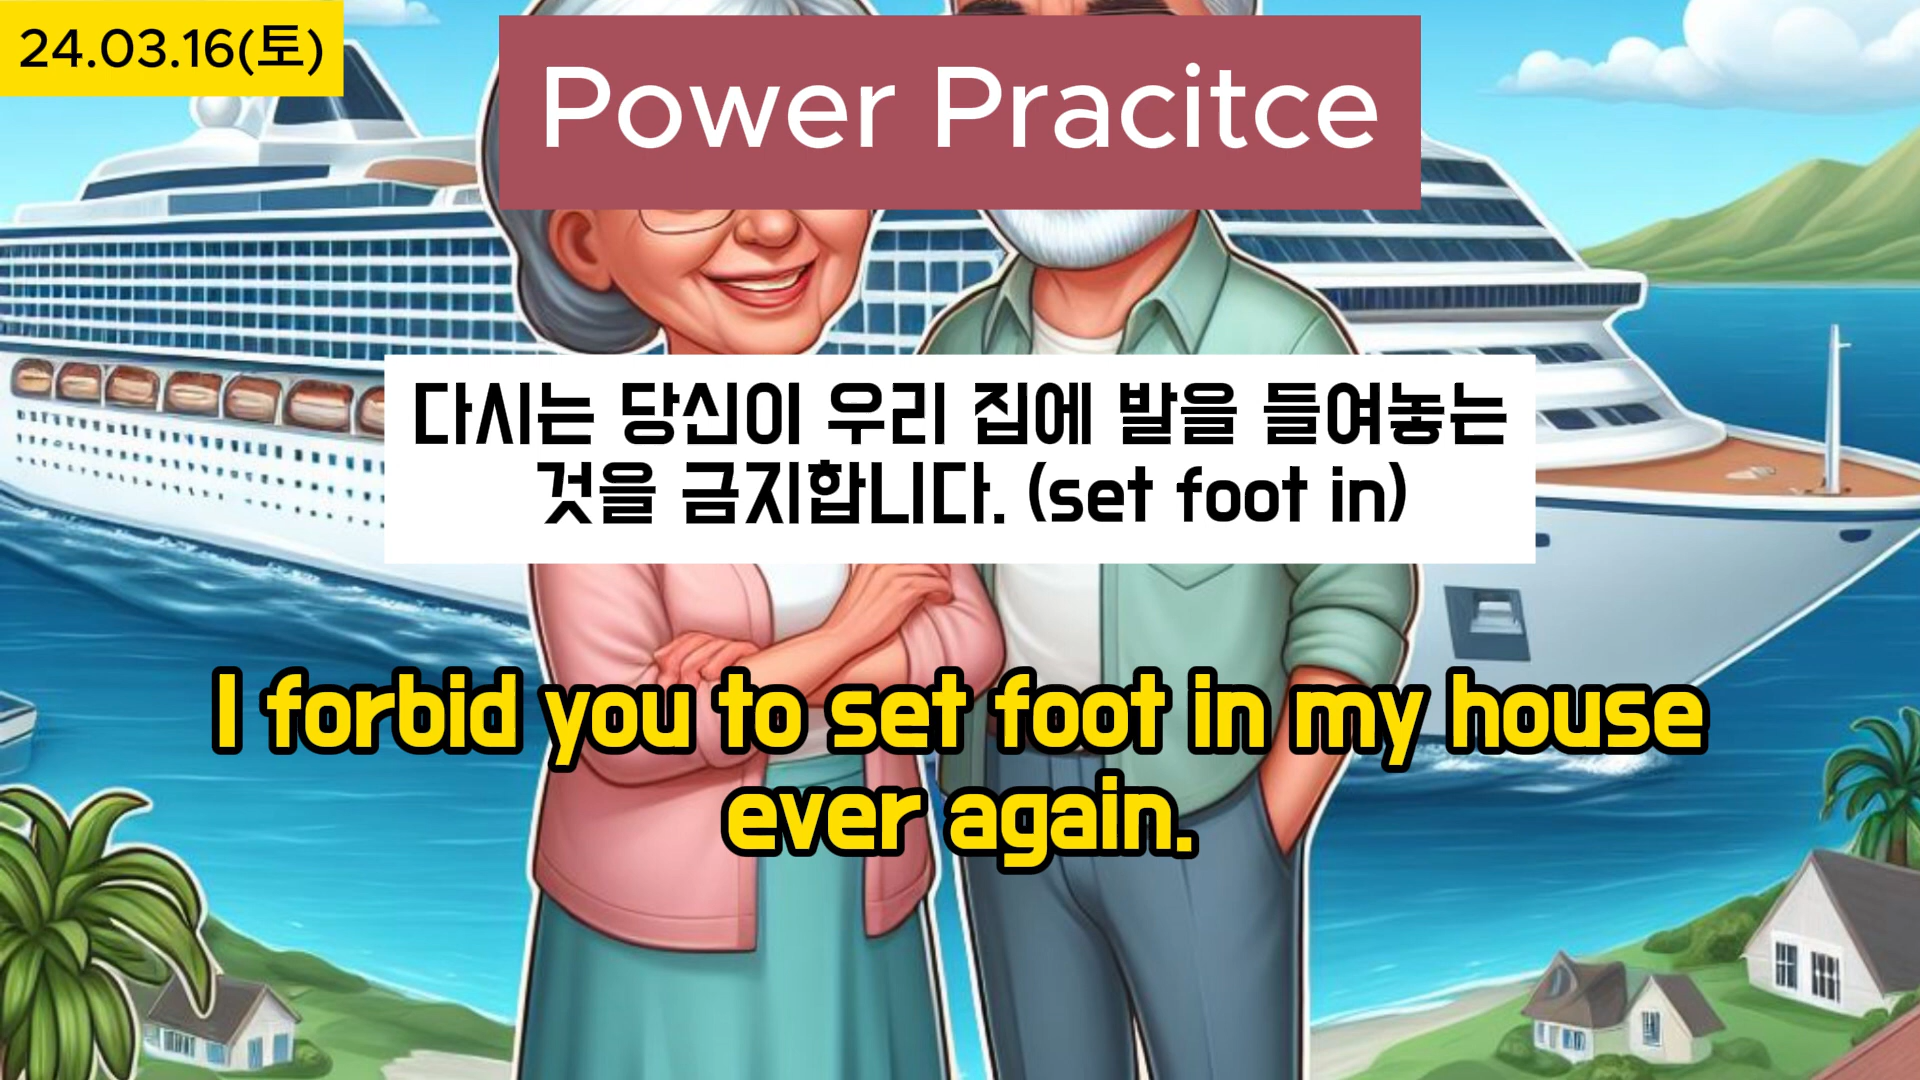 24.03.16(토)
Power Pracitce
다시는 당신이 우리 집에 발을 들여놓는
것을 금지합니다. (set foot in)
I forbid you to set foot in my house
ever again.